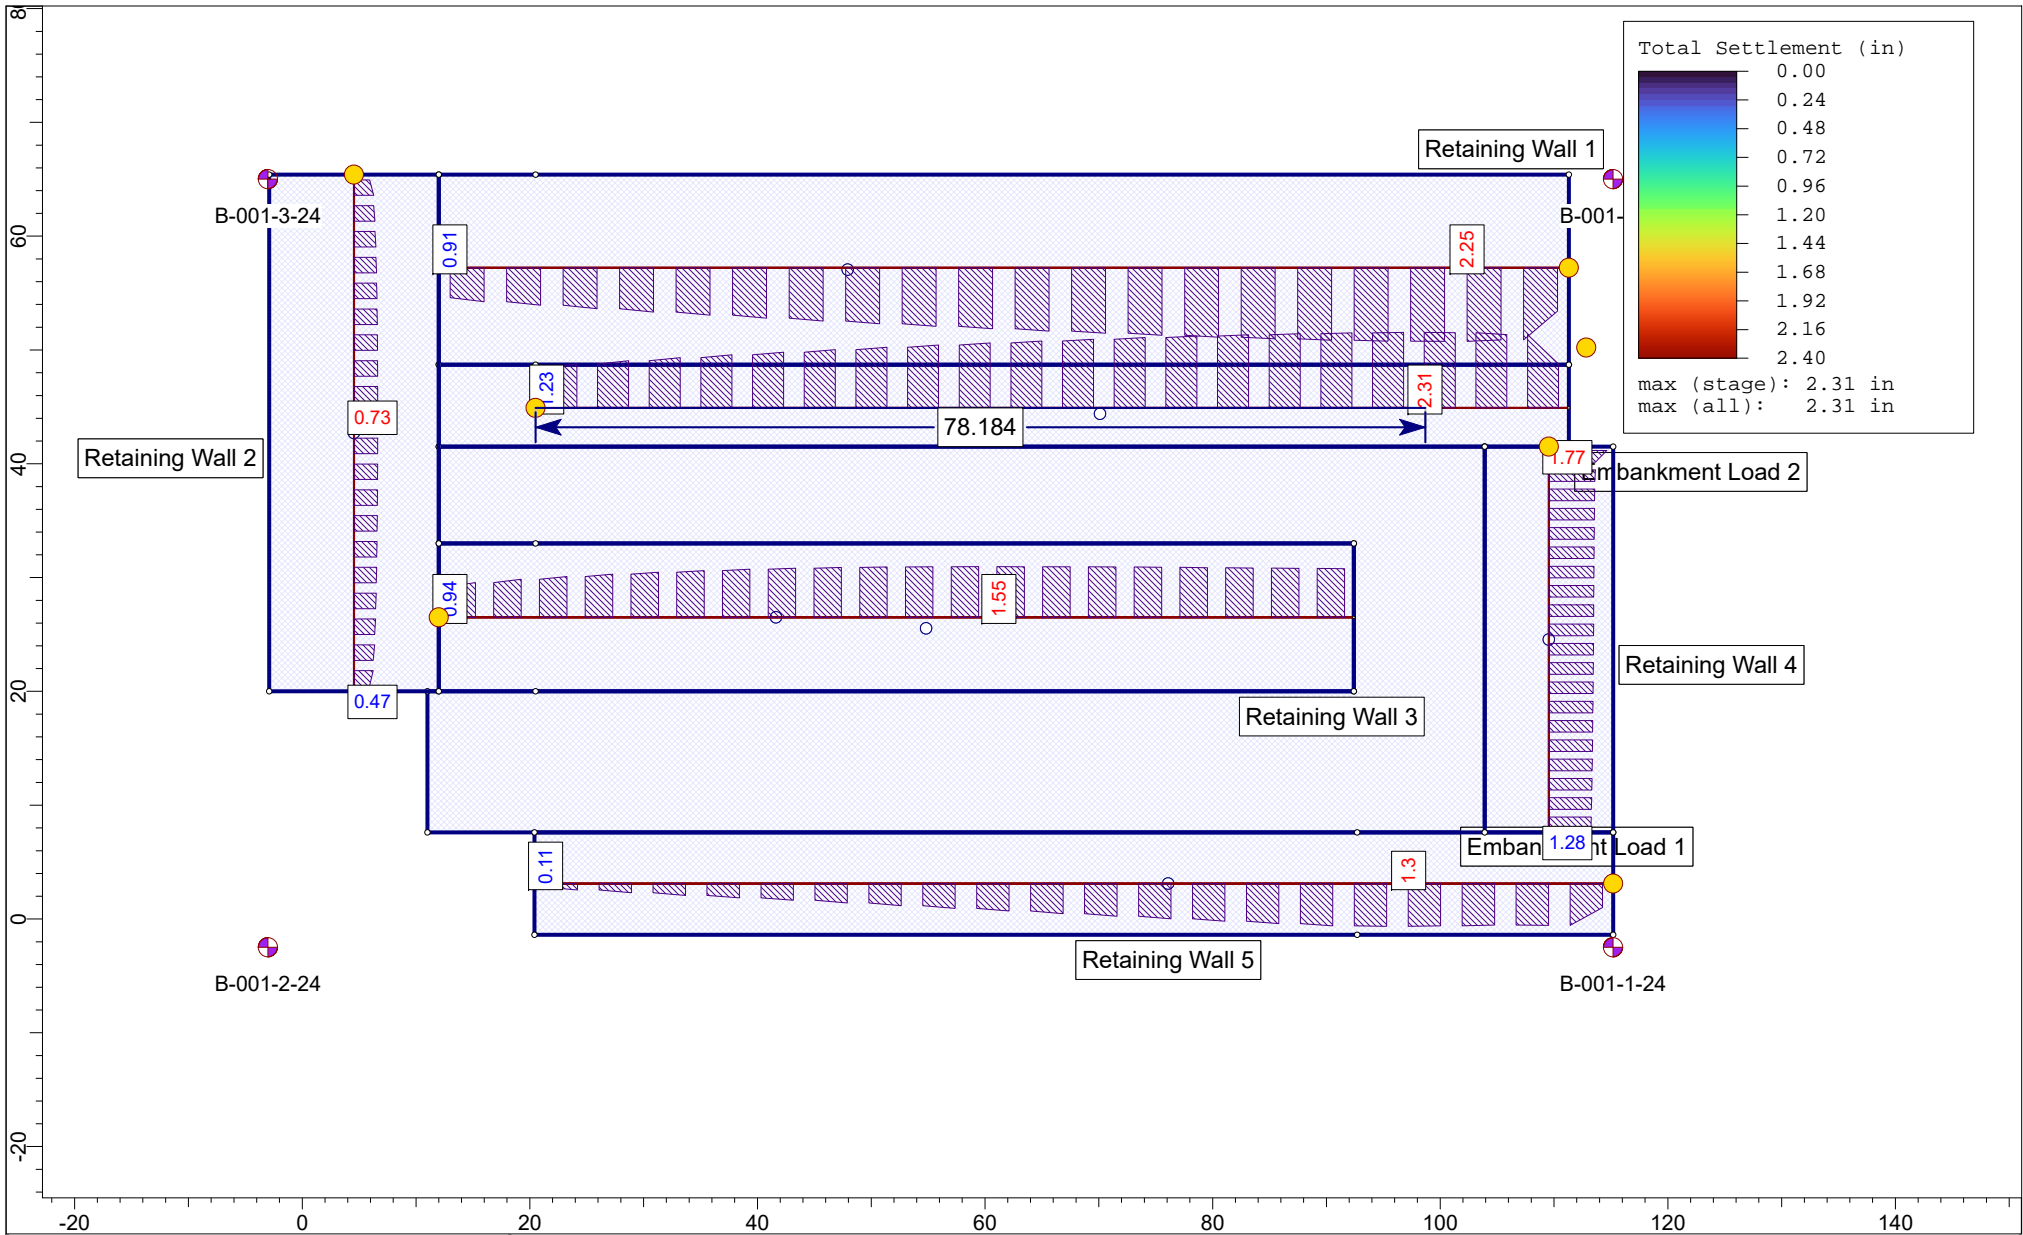 Total Settlement (in)
0.00
0.24
0.48
0.72
0.96
1.20
1.44
1.68
1.92
2.16
2.40
max (stage): 2.31 in
max (all): 2.31 in
80
60
40
20
0
-20
Retaining Wall 1
B-001-3-24
B-001-
0.91
2.25
1.23
2.31
78.184
0.73
Retaining Wall 2
1.77
Embankment Load 2
0.94
1.55
Retaining Wall 4
0.47
Retaining Wall 3
Load 1
1.28
0.11
1.3
Retaining Wall 5
B-001-2-24
B-001-1-24
-20
0
20
40
60
80
100
120
140